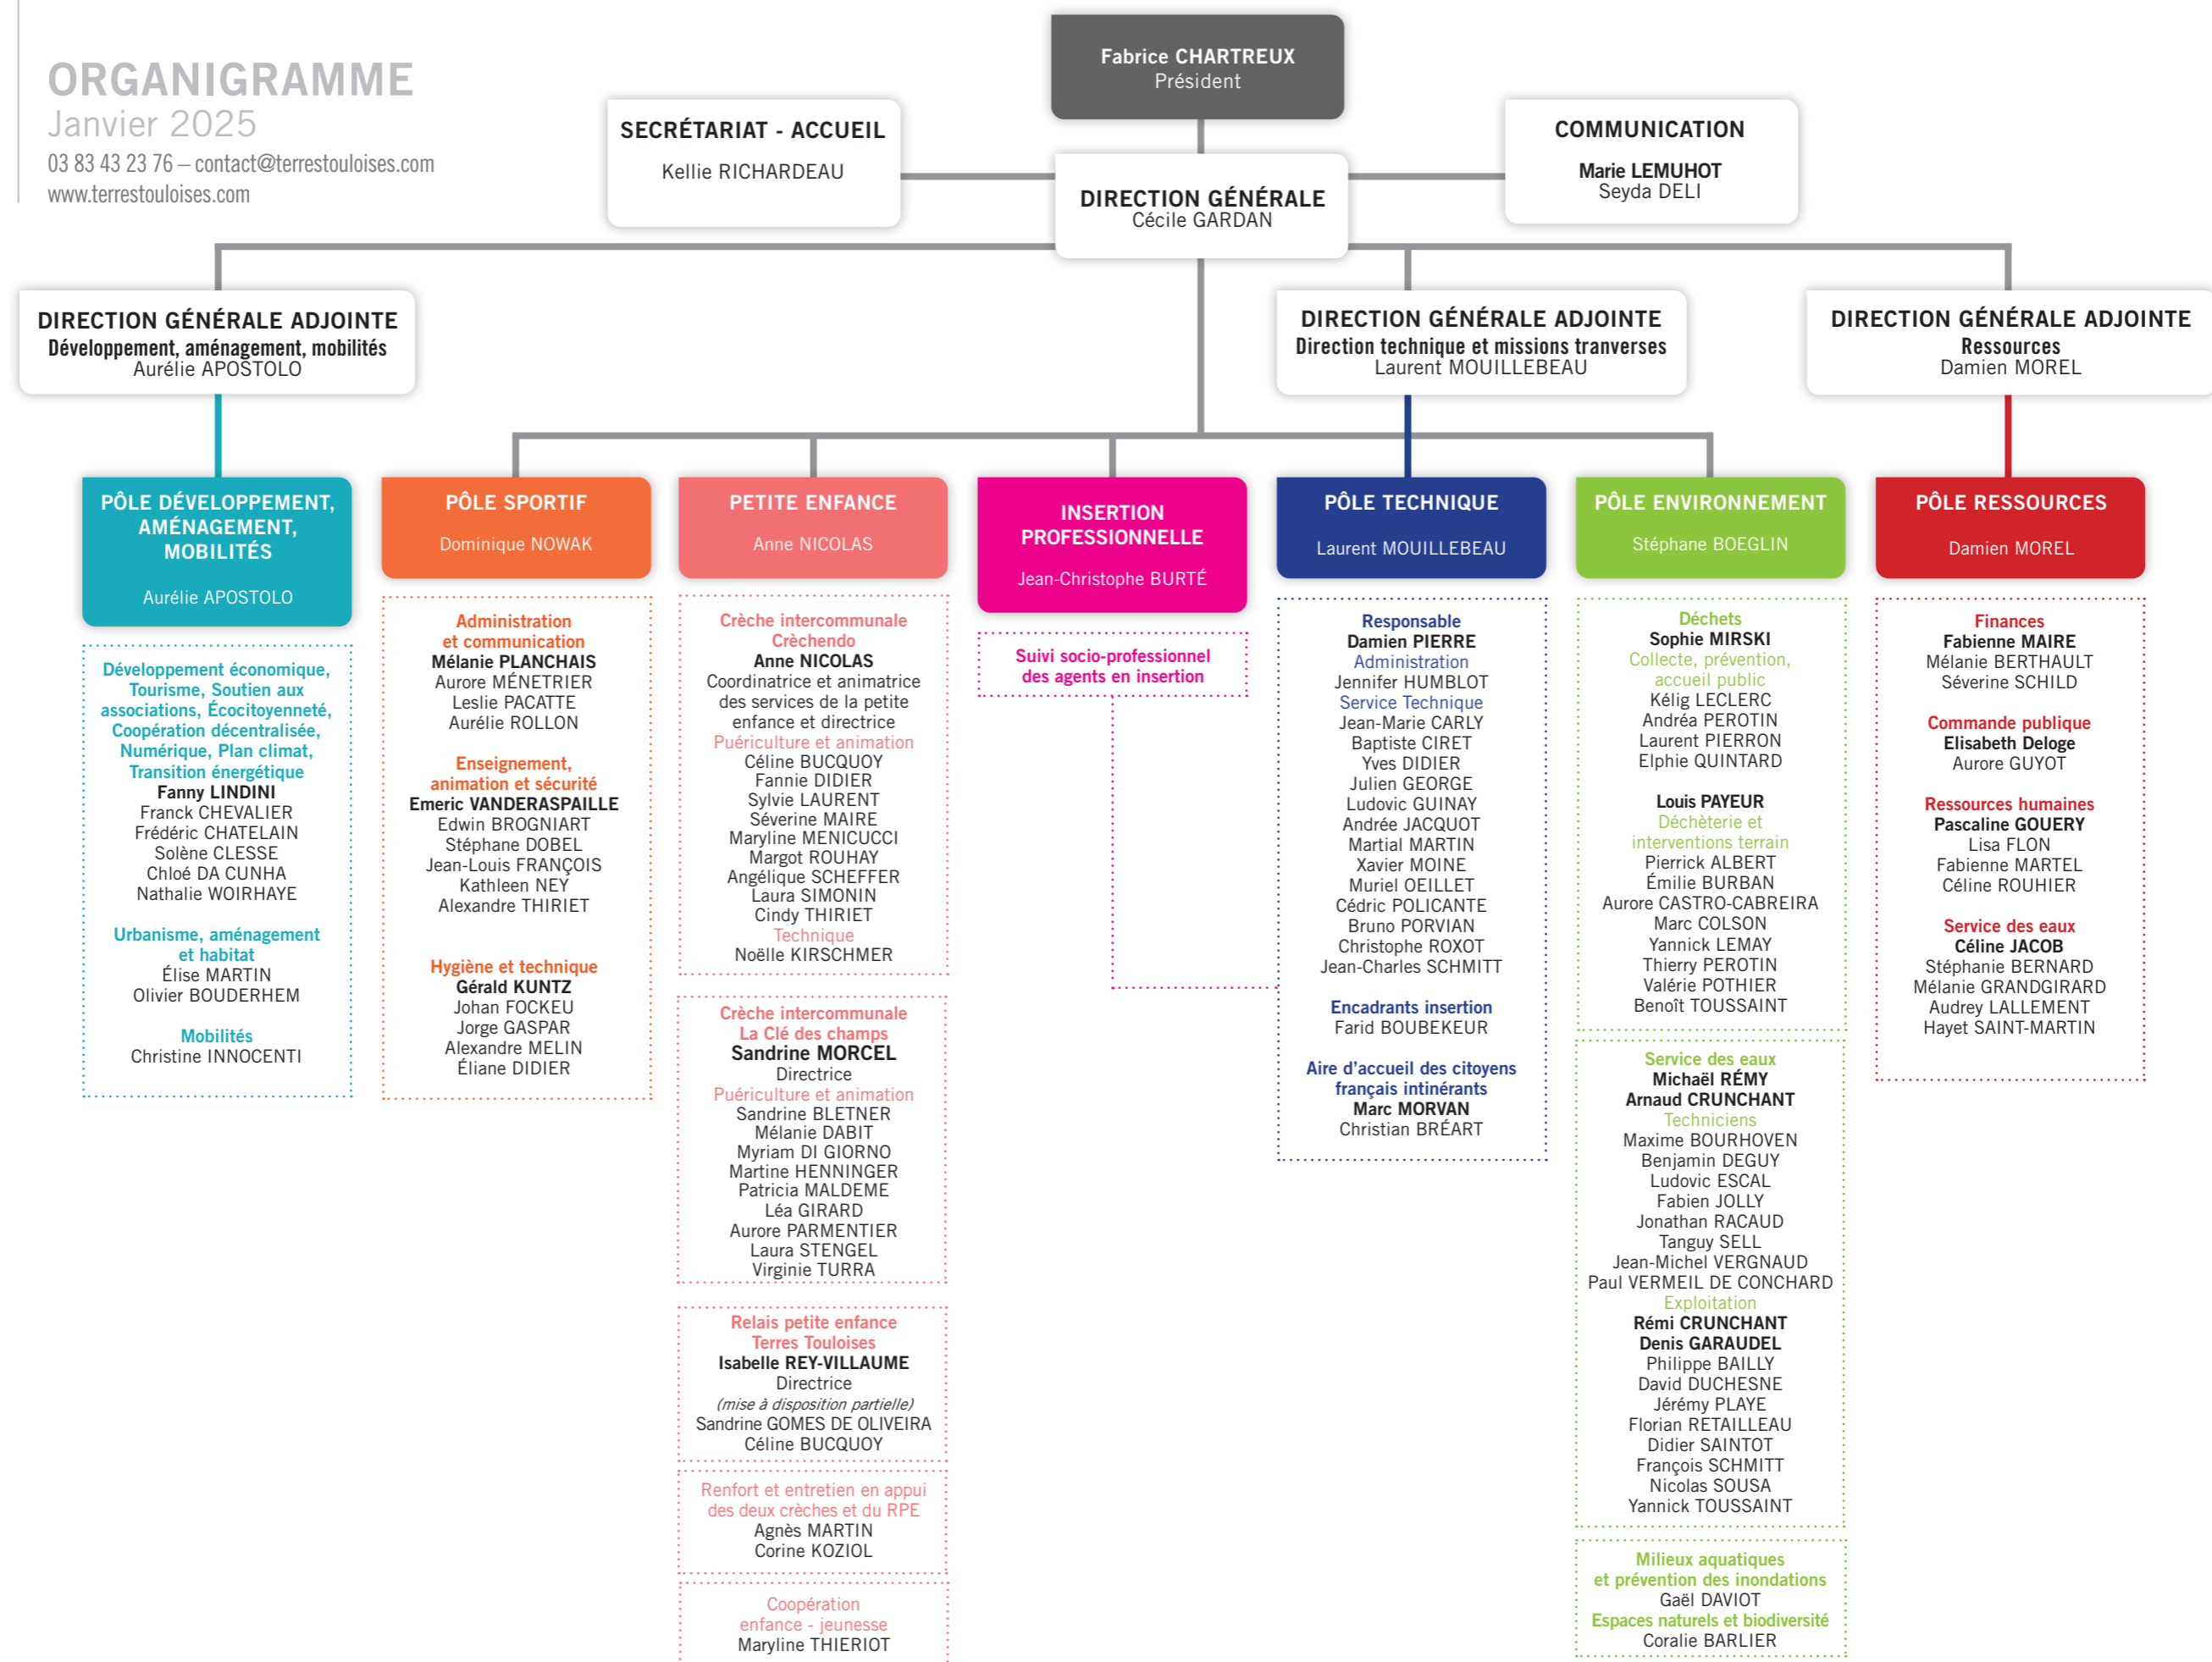 ORGANIGRAMME
Janvier 2025
03 83 43 23 76 – contact@terrestouloises.com
www.terrestouloises.com
Fabrice CHARTREUX
Président
SECRÉTARIAT - ACCUEIL
Kellie RICHARDEAU
DIRECTION GÉNÉRALE
Cécile GARDAN
COMMUNICATION
Marie LEMUHOT
Seyda DELI
DIRECTION GÉNÉRALE ADJOINTE
Développement, aménagement, mobilités
Aurélie APOSTOLO
DIRECTION GÉNÉRALE ADJOINTE
Direction technique et missions tranverses
Laurent MOUILLEBEAU
DIRECTION GÉNÉRALE ADJOINTE
Ressources
Damien MOREL
PÔLE DÉVELOPPEMENT,
AMÉNAGEMENT,
MOBILITÉS
Aurélie APOSTOLO
Développement économique,
Tourisme, Soutien aux
associations, Écocitoyenneté,
Coopération décentralisée,
Numérique, Plan climat,
Transition énergétique
Fanny LINDINI
Franck CHEVALIER
Frédéric CHATELAIN
Solène CLESSE
Chloé DA CUNHA
Nathalie WOIRHAYE
Urbanisme, aménagement
et habitat
Élise MARTIN
Olivier BOUDERHEM
Mobilités
Christine INNOCENTI
PÔLE SPORTIF
Dominique NOWAK
Administration
et communication
Mélanie PLANCHAIS
Aurore MÉNETRIER
Leslie PACATTE
Aurélie ROLLON
Enseignement,
animation et sécurité
Emeric VANDERASPAILLE
Edwin BROGNIART
Stéphane DOBEL
Jean-Louis FRANÇOIS
Kathleen NEY
Alexandre THIRIET
Hygiène et technique
Gérald KUNTZ
Johan FOCKEU
Jorge GASPAR
Alexandre MELIN
Éliane DIDIER
PETITE ENFANCE
Anne NICOLAS
Crèche intercommunale
Crèchendo
Anne NICOLAS
Coordinatrice et animatrice
des services de la petite
enfance et directrice
Puériculture et animation
Céline BUCQUOY
Fannie DIDIER
Sylvie LAURENT
Séverine MAIRE
Maryline MENICUCCI
Margot ROUHAY
Angélique SCHEFFER
Laura SIMONIN
Cindy THIRIET
Technique
Noëlle KIRSCHMER
Crèche intercommunale
La Clé des champs
Sandrine MORCEL
Directrice
Puériculture et animation
Sandrine BLETNER
Mélanie DABIT
Myriam DI GIORNO
Martine HENNINGER
Patricia MALDEME
Léa GIRARD
Aurore PARMENTIER
Laura STENGEL
Virginie TURRA
Relais petite enfance
Terres Touloises
Isabelle REY-VILLAUME
Directrice
(mise à disposition partielle)
Sandrine GOMES DE OLIVEIRA
Céline BUCQUOY
Renfort et entretien en appui
des deux crèches et du RPE
Agnès MARTIN
Corine KOZIOL
Coopération
enfance - jeunesse
Maryline THIERIOT
INSERTION
PROFESSIONNELLE
Jean-Christophe BURTÉ
Suivi socio-professionnel
des agents en insertion
PÔLE TECHNIQUE
Laurent MOUILLEBEAU
Responsable
Damien PIERRE
Administration
Jennifer HUMBLOT
Service Technique
Jean-Marie CARLY
Baptiste CIRET
Yves DIDIER
Julien GEORGE
Ludovic GUINAY
Andrée JACQUOT
Martial MARTIN
Xavier MOINE
Muriel OEILLET
Cédric POLICANTE
Bruno PORVIAN
Christophe ROXOT
Jean-Charles SCHMITT
Encadrants insertion
Farid BOUBEKEUR
Aire d'accueil des citoyens
français intinérants
Marc MORVAN
Christian BRÉART
PÔLE ENVIRONNEMENT
Stéphane BOEGLIN
Déchets
Sophie MIRSKI
Collecte, prévention,
accueil public
Kélig LECLERC
Andréa PEROTIN
Laurent PIERRON
Elphie QUINTARD
Louis PAYEUR
Déchèterie et
interventions terrain
Pierrick ALBERT
Émilie BURBAN
Aurore CASTRO-CABREIRA
Marc COLSON
Yannick LEMAY
Thierry PEROTIN
Valérie POTHIER
Benoît TOUSSAINT
Service des eaux
Michaël RÉMY
Arnaud CRUNCHANT
Techniciens
Maxime BOURHOVEN
Benjamin DEGUY
Ludovic ESCAL
Fabien JOLLY
Jonathan RACAUD
Tanguy SELL
Jean-Michel VERGNAUD
Paul VERMEIL DE CONCHARD
Exploitation
Rémi CRUNCHANT
Denis GARAUDEL
Philippe BAILLY
David DUCHESNE
Jérémy PLAYE
Florian RETAILLEAU
Didier SAINTOT
François SCHMITT
Nicolas SOUSA
Yannick TOUSSAINT
Milieux aquatiques
et prévention des inondations
Gaël DAVIOT
Espaces naturels et biodiversité
Coralie BARLIER
PÔLE RESSOURCES
Damien MOREL
Finances
Fabienne MAIRE
Mélanie BERTHAULT
Séverine SCHILD
Commande publique
Elisabeth Deloge
Aurore GUYOT
Ressources humaines
Pascaline GOUERY
Lisa FLON
Fabienne MARTEL
Céline ROUHIER
Service des eaux
Céline JACOB
Stéphanie BERNARD
Mélanie GRANDGIRARD
Audrey LALLEMENT
Hayet SAINT-MARTIN